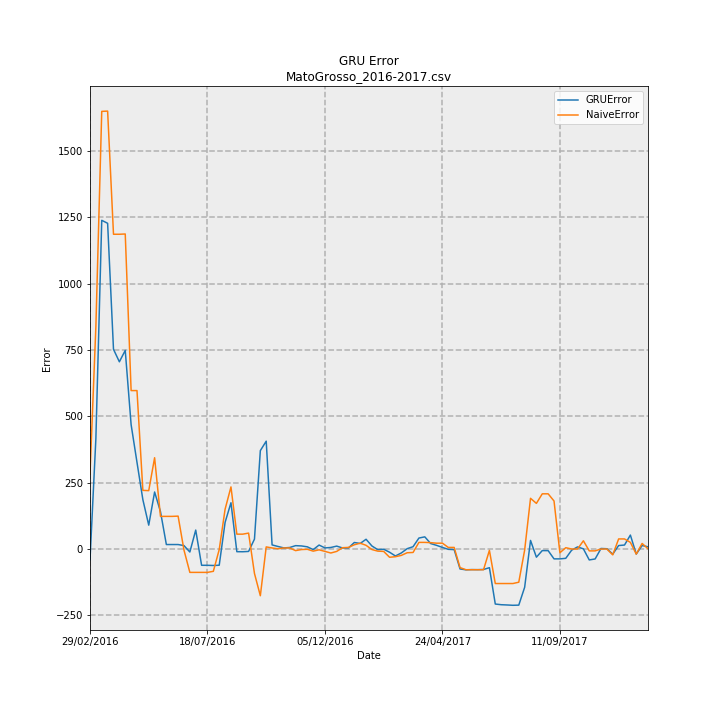 GRU Error
MatoGrosso_2016-2017.csv
GRUError
NaiveError
1500
1250
1000
750
500
250
0
−250
Error
29/02/2016 18/07/2016 05/12/2016 24/04/2017 11/09/2017
Date